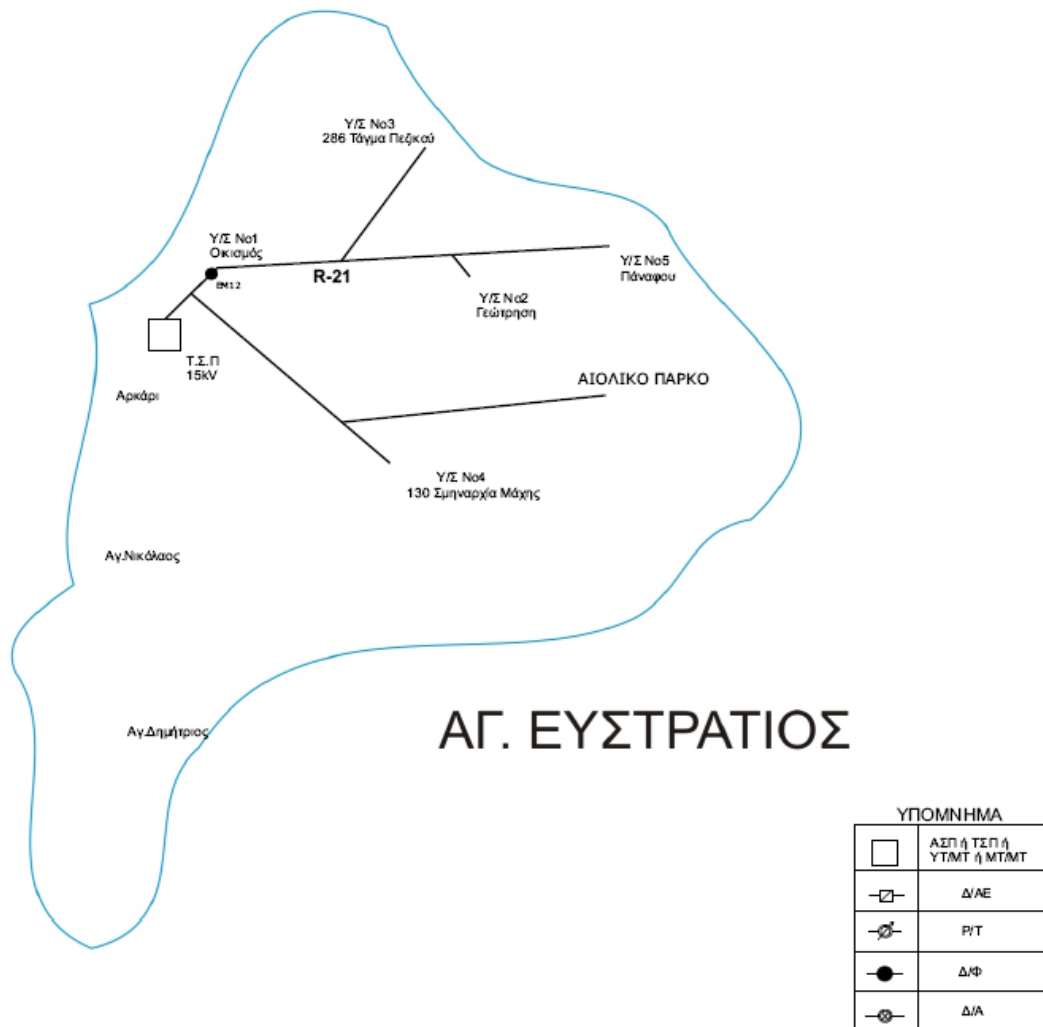 Υ/Σ Νο3
286 Τάγμα Πεζικού
Υ/Σ Νο1
Οικισμός
ΒΜ12
R-21
Υ/Σ Νο5
Πάναφου
Υ/Σ Νο2
Γεώτρηση
Τ.Σ.Π
15kV
Αρκάρι
ΑΙΟΛΙΚΟ ΠΑΡΚΟ
Υ/Σ Νο4
130 Σμηναρχία Μάχης
Αγ.Νικόλαος
Αγ.Δημήτριος
ΑΓ. ΕΥΣΤΡΑΤΙΟΣ
ΥΠΟΜΝΗΜΑ
ΑΣΠ ή ΤΣΠ ή
ΥΤ/ΜΤ ή ΜΤ/ΜΤ
Δ/ΑΕ
Ρ/Τ
Δ/Φ
Δ/Α